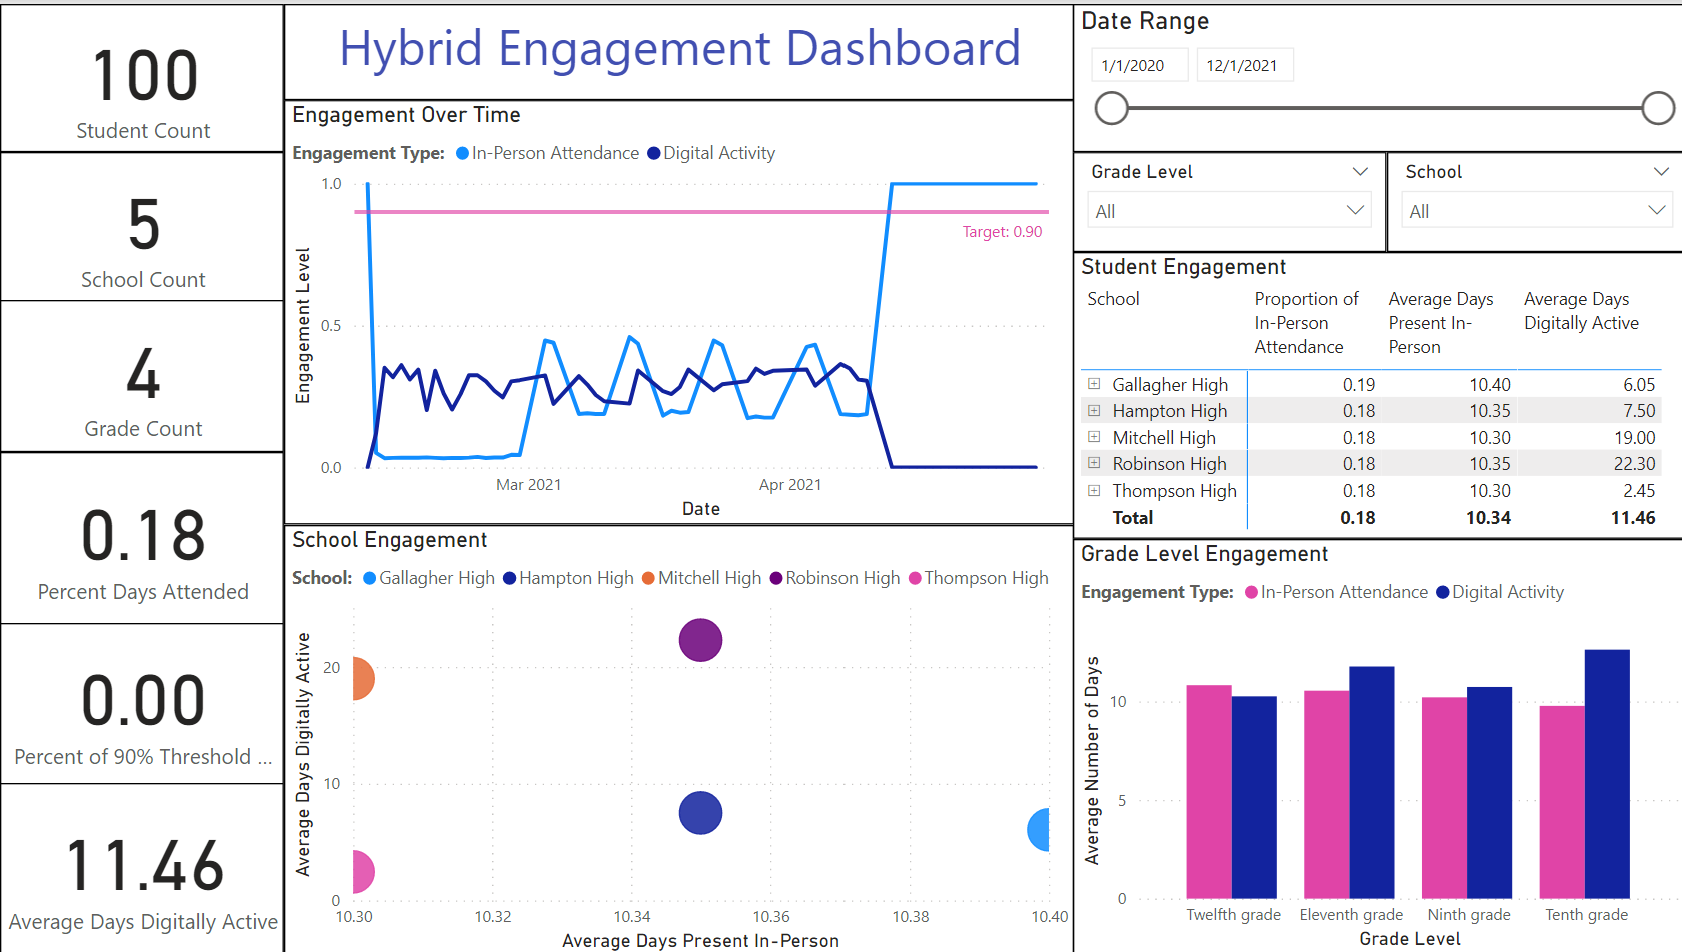 100
Student Count
5
School Count
4
Grade Count
0.18
Percent Days Attended
0.00
Percent of 90% Threshold ...
11.46
Average Days Digitally Active
Hybrid Engagement Dashboard
Engagement Over Time
Engagement Type: In-Person Attendance Digital Activity
1.0
0.5
0.0
Engagement Level
Target: 0.90
Mar 2021 Apr 2021
Date
School Engagement
School: Gallagher High Hampton High Mitchell High Robinson High Thompson High
Average Days Digitally Active
20
10
0
10.30 10.32 10.34 10.36 10.38 10.40
Average Days Present In-Person
Date Range
1/1/2020 12/1/2021
Grade Level
All
School
All
Student Engagement
School Proportion of Average Days Average Days
In-Person Present In- Digitally Active
Attendance Person
Gallagher High 0.19 10.40 6.05
Hampton High 0.18 10.35 7.50
Mitchell High 0.18 10.30 19.00
Robinson High 0.18 10.35 22.30
Thompson High 0.18 10.30 2.45
Total 0.18 10.34 11.46
Grade Level Engagement
Engagement Type: In-Person Attendance Digital Activity
Average Number of Days
10
5
0
Twelfth grade Eleventh grade Ninth grade Tenth grade
Grade Level